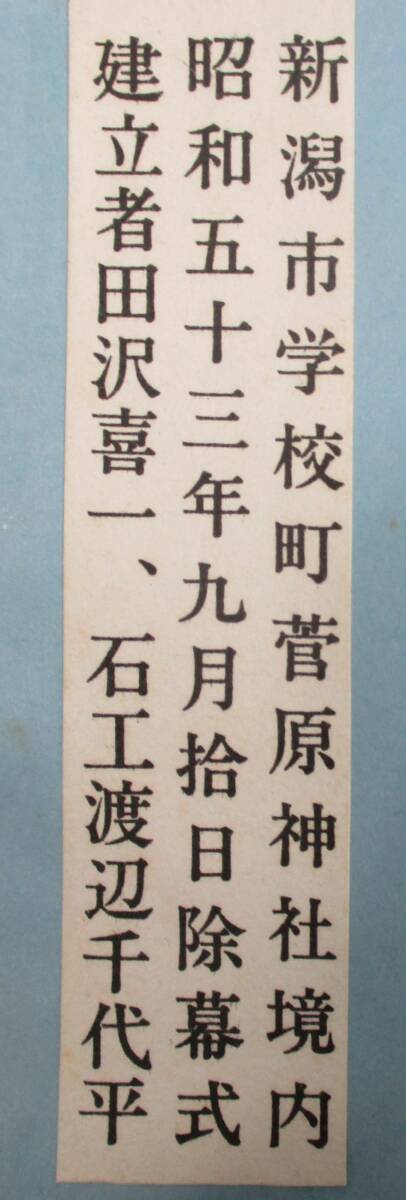 新潟市学校町菅原神社境内
昭和五十三年九月拾日除幕式
建立者田沢喜一、石工渡辺千代平